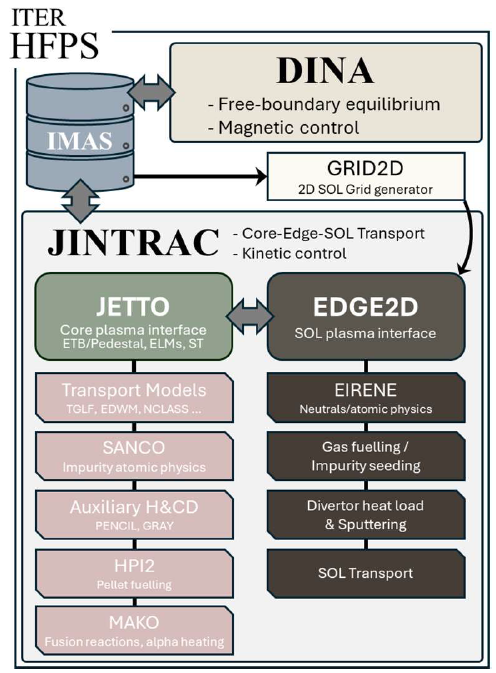 ITER
HFPS
DINA
- Free-boundary equilibrium
- Magnetic control
IMAS
GRID2D
2D SOL Grid generator
JINTRAC
- Core-Edge-SOL Transport
- Kinetic control
JETTO
Core plasma interface
ETB/Pedestal, ELMs, ST
EDGE2D
SOL plasma interface
Transport Models
TGLF, EDWM, NCLASS ...
SANCO
Impurity atomic physics
Auxiliary H&CD
PENCIL, GRAY
HPI2
Pellet fuelling
MAKO
Fusion reactions, alpha heating
EIRENE
Neutrals/atomic physics
Gas fuelling /
Impurity seeding
Divertor heat load
& Sputtering
SOL Transport